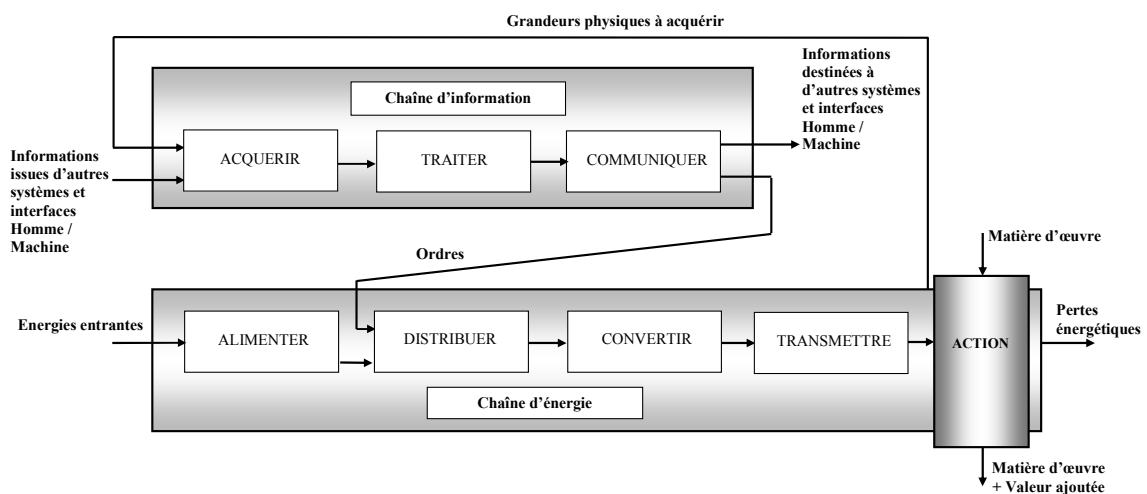 Grandeurs physiques à acquérir
Informations
destinées à
d'autres systèmes
et interfaces
Homme /
Machine
Chaîne d'information
ACQUERIR
TRAITER
COMMUNIQUER
Informations
issues d'autres
systèmes et
interfaces
Homme /
Machine
Ordres
Matière d'œuvre
Energies entrantes
ALIMENTER
DISTRIBUER
CONVERTIR
TRANSMETTRE
ACTION
Pertes
énergétiques
Chaîne d'énergie
Matière d'œuvre
+ Valeur ajoutée